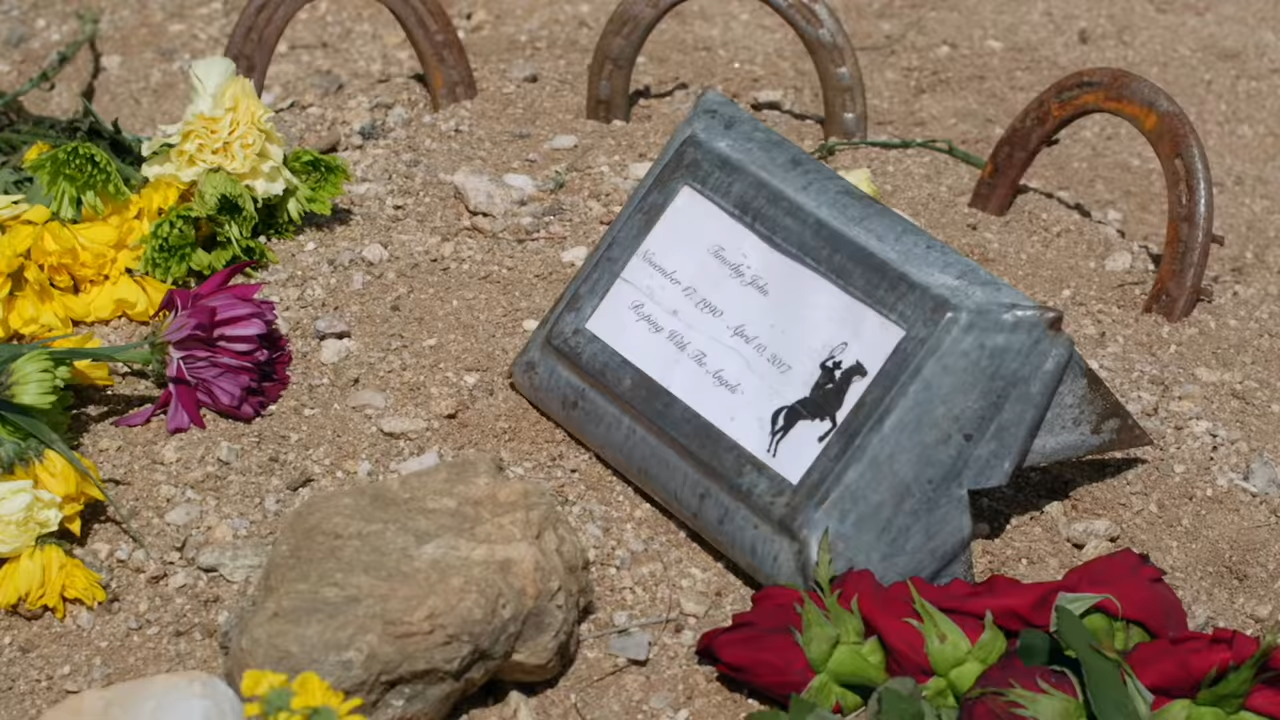 Timothy John
November 17, 1990 April 10, 2017
Roping With The Angels